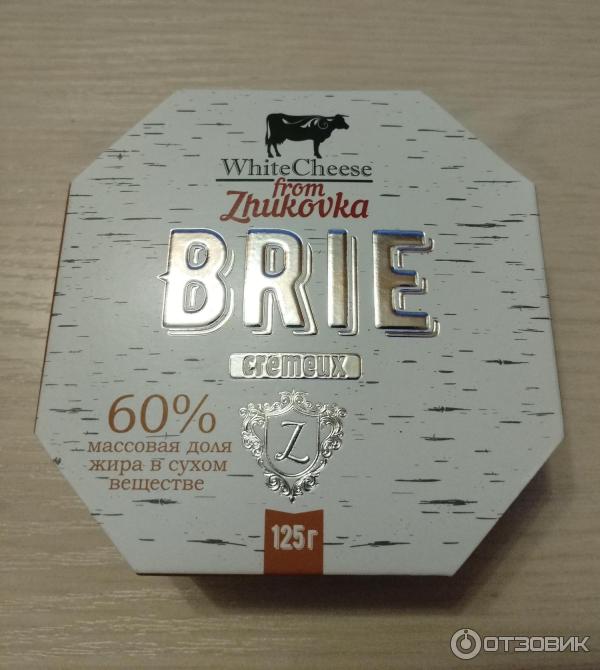 WhiteCheese
from
Zhukovka
BRIE
cremeux
60%
массовая доля
жира в сухом
веществе
Z
125г
ОТЗОВИК